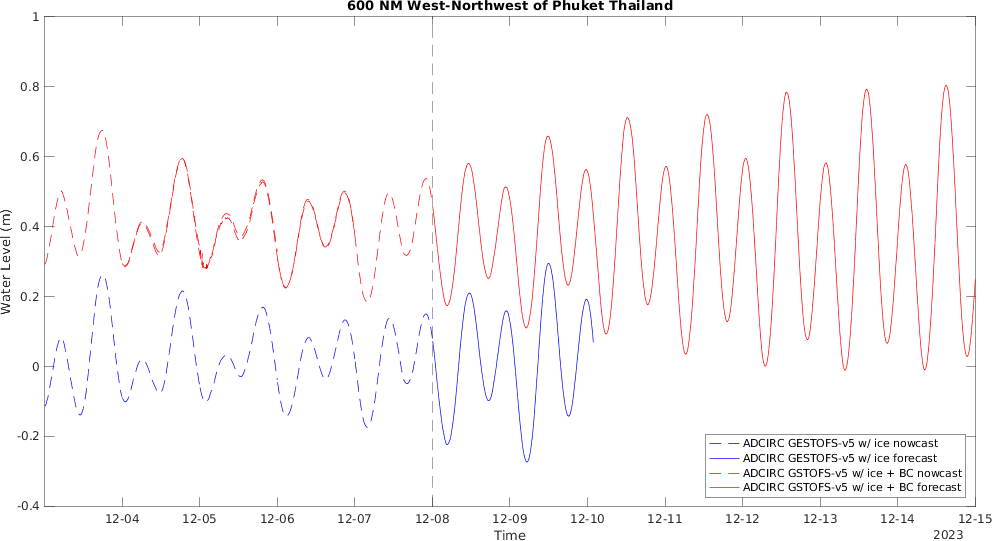 600 NM West-Northwest of Phuket Thailand
1
0.8
0.6
0.4
0.2
0
-0.2
-0.4
Water Level (m)
12-04 12-05 12-06 12-07 12-08 12-09 12-10 12-11 12-12 12-13 12-14 12-15
Time
2023
ADCIRC GESTOFS-v5 w/ ice nowcast
ADCIRC GESTOFS-v5 w/ ice forecast
ADCIRC GSTOFS-v5 w/ ice + BC nowcast
ADCIRC GSTOFS-v5 w/ ice + BC forecast